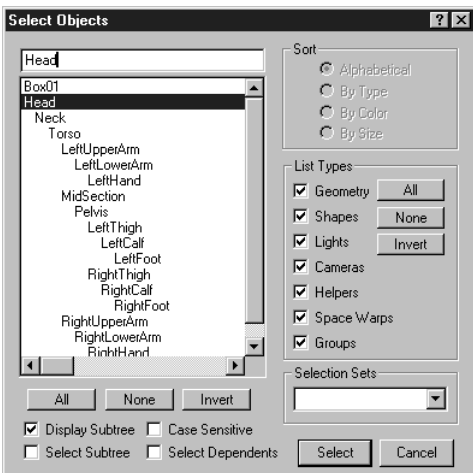 Select Objects
Head
Box01
Head
Neck
Torso
LeftUpperArm
LeftLowerArm
LeftHand
MidSection
Pelvis
LeftThigh
LeftCalf
LeftFoot
RightThigh
RightCalf
RightFoot
RightUpperArm
RightLowerArm
RightHand
All None Invert
Display Subtree Case Sensitive
Select Subtree Select Dependents
Sort
Alphabetical
By Type
By Color
By Size
List Types
Geometry All
Shapes None
Lights Invert
Cameras
Helpers
Space Warps
Groups
Selection Sets
Select Cancel